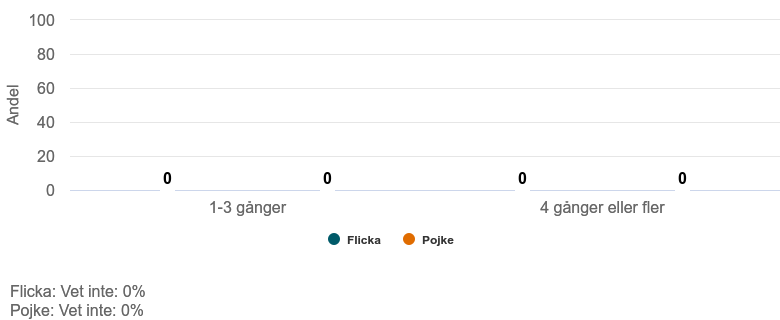 100
80
60
40
20
0
Andel
0 0 0 0
1-3 gånger 4 gånger eller fler
Flicka Pojke
Flicka: Vet inte: 0%
Pojke: Vet inte: 0%